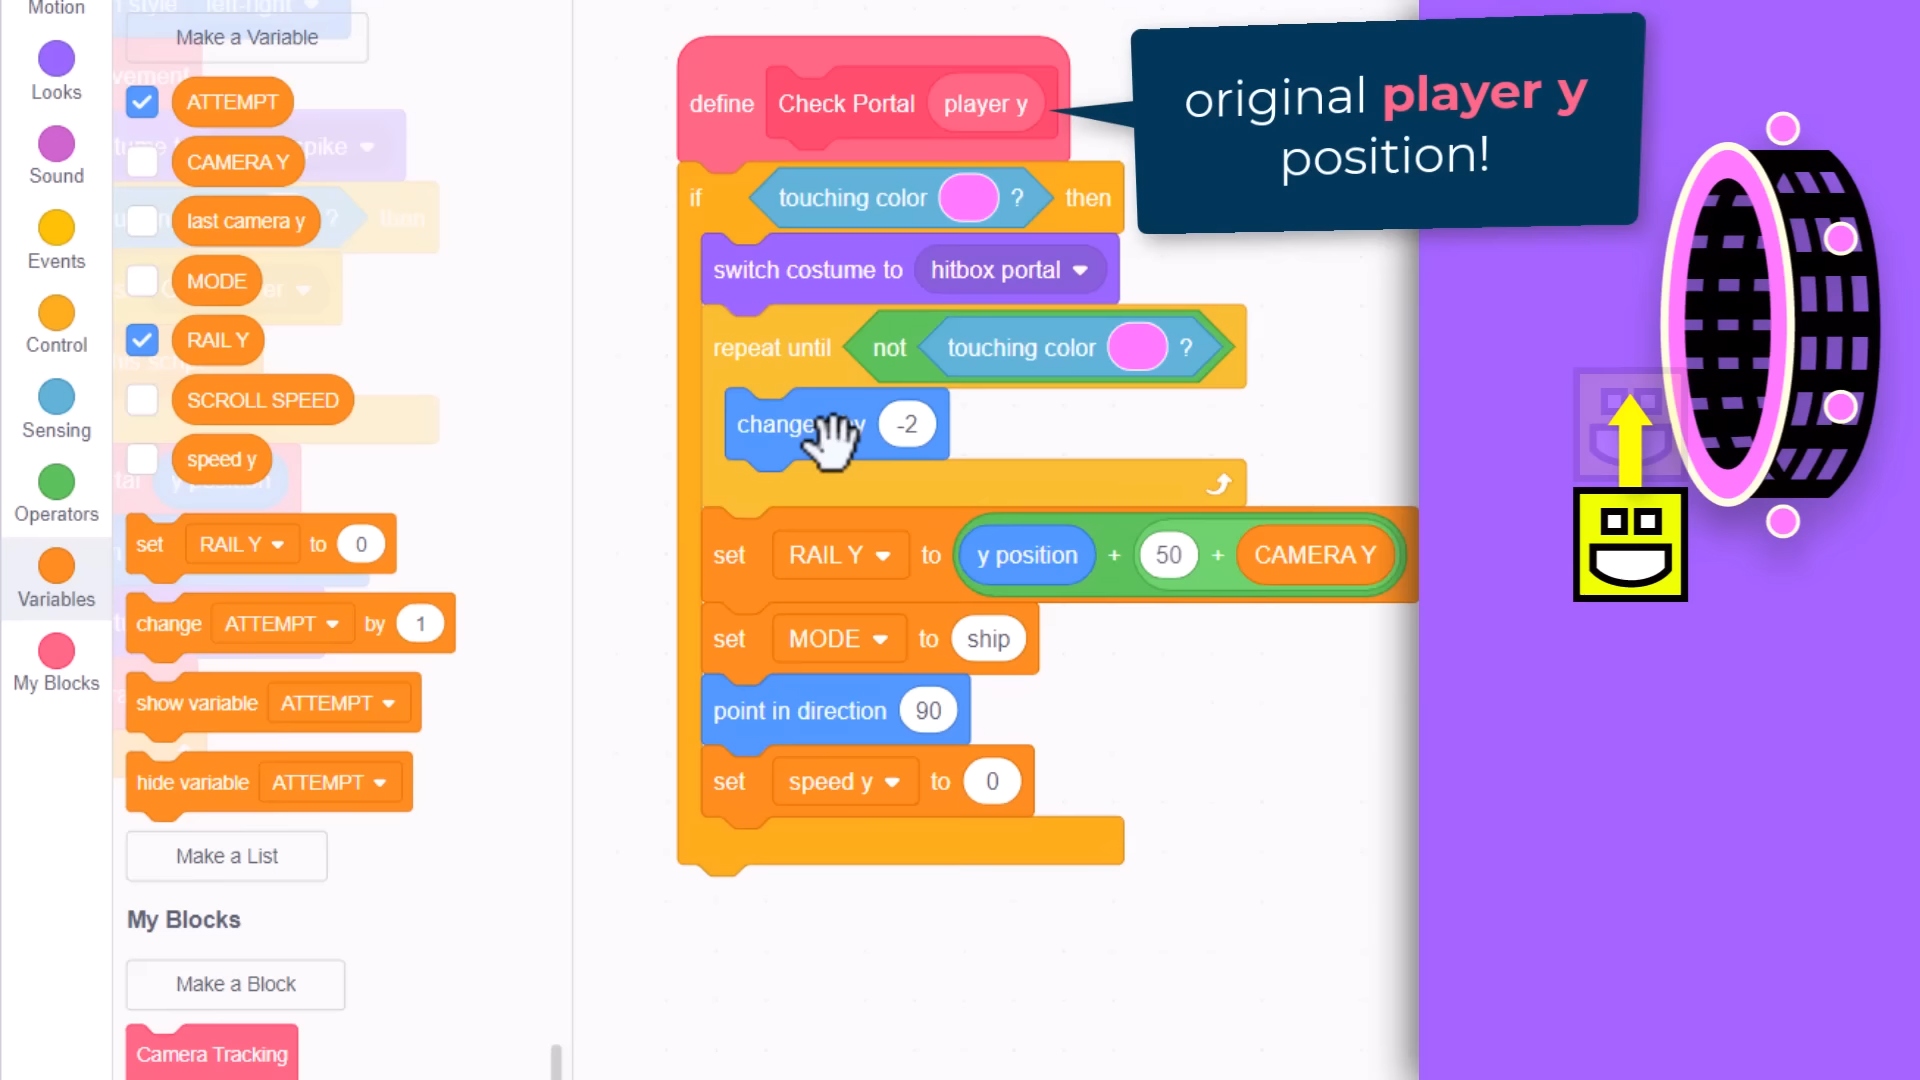 Motion
Looks
Sound
Events
Control
Sensing
Operators
Variables
My Blocks
style left-right
Make a Variable
ATTEMPT
CAMERA Y
last camera y
MODE
RAIL Y
SCROLL SPEED
speed y
set RAIL Y to 0
change ATTEMPT by 1
show variable ATTEMPT
hide variable ATTEMPT
Make a List
My Blocks
Make a Block
Camera Tracking
define Check Portal player y
if touching color ? then
switch costume to hitbox portal
repeat until not touching color ?
change y -2
set RAIL Y to y position + 50 + CAMERA Y
set MODE to ship
point in direction 90
set speed y to 0
original player y
position!